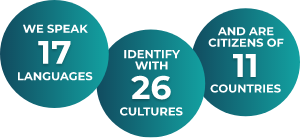 WE SPEAK
17
LANGUAGES
IDENTIFY
WITH
26
CULTURES
AND ARE
CITIZENS OF
11
COUNTRIES